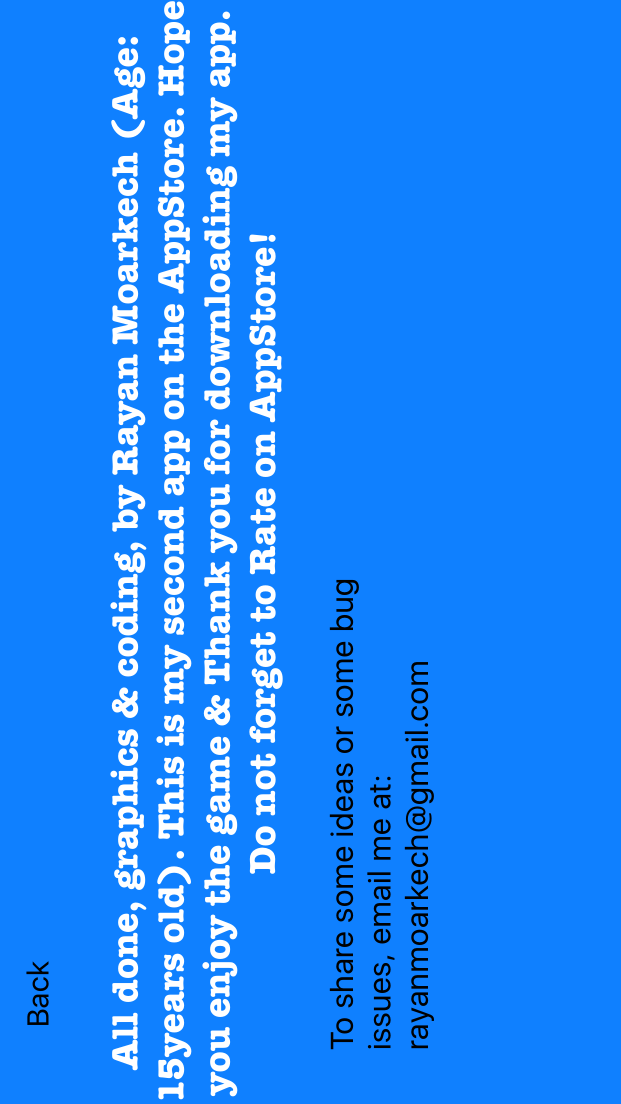 Back
All done, graphics & coding, by Rayan Moarkech (Age:
15years old). This is my second app on the AppStore. Hope
you enjoy the game & Thank you for downloading my app.
Do not forget to Rate on AppStore!
To share some ideas or some bug
issues, email me at:
rayanmoarkech@gmail.com